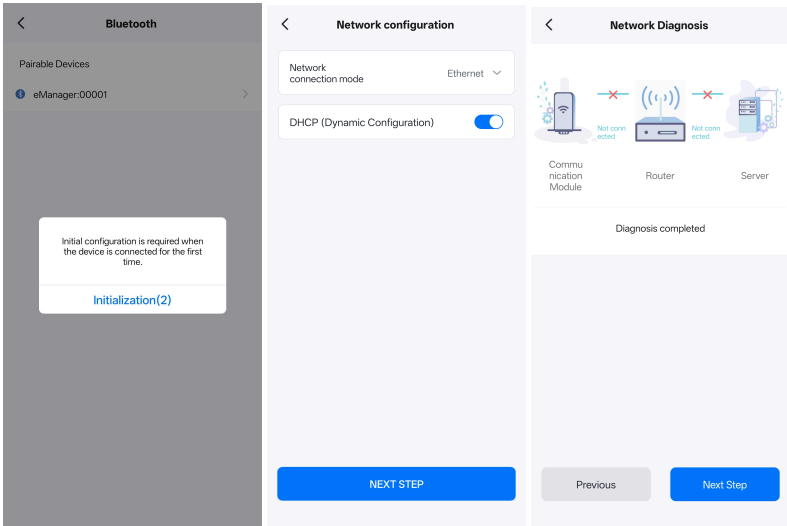 Bluetooth
Pairable Devices
eManager:00001
Initial configuration is required when
the device is connected for the first
time.
Initialization(2)
Network configuration
Network
connection mode
Ethernet
DHCP (Dynamic Configuration)
NEXT STEP
Network Diagnosis
Not conn
ected
Not conn
ected
Commu
nication
Module
Router
Server
Diagnosis completed
Previous
Next Step